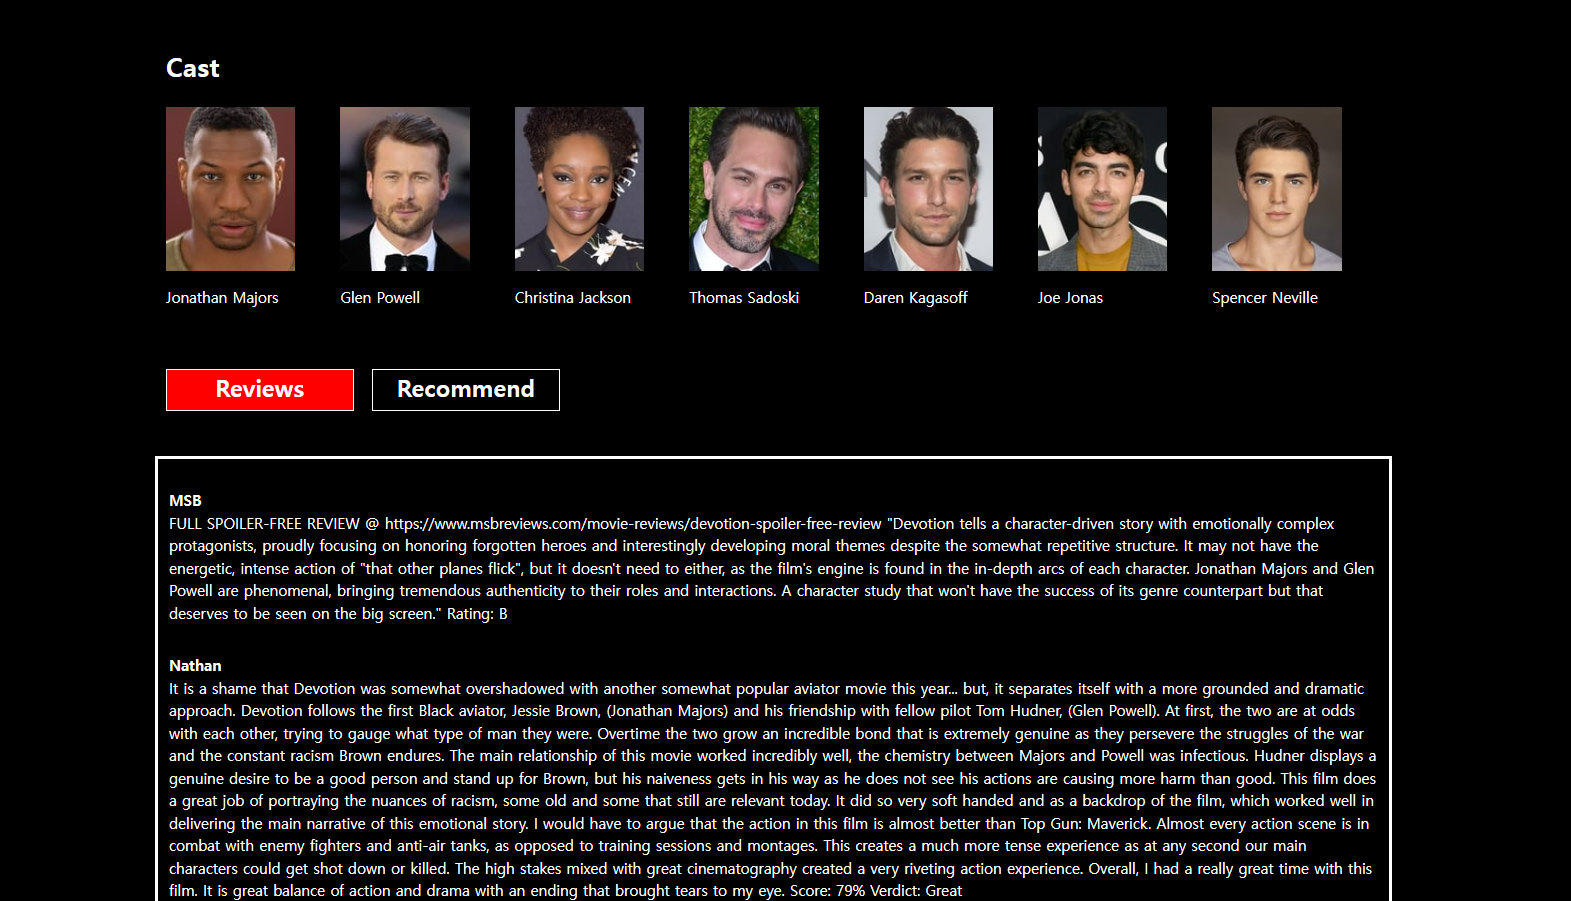 Cast
Jonathan Majors
Glen Powell
Christina Jackson
Thomas Sadoski
Daren Kagasoff
Joe Jonas
Spencer Neville
Reviews
Recommend
MSB
FULL SPOILER-FREE REVIEW @ https://www.msbreviews.com/movie-reviews/devotion-spoiler-free-review "Devotion tells a character-driven story with emotionally complex
protagonists, proudly focusing on honoring forgotten heroes and interestingly developing moral themes despite the somewhat repetitive structure. It may not have the
energetic, intense action of "that other planes flick", but it doesn't need to either, as the film's engine is found in the in-depth arcs of each character. Jonathan Majors and Glen
Powell are phenomenal, bringing tremendous authenticity to their roles and interactions. A character study that won't have the success of its genre counterpart but that
deserves to be seen on the big screen." Rating: B
Nathan
It is a shame that Devotion was somewhat overshadowed with another somewhat popular aviator movie this year... but, it separates itself with a more grounded and dramatic
approach. Devotion follows the first Black aviator, Jessie Brown, (Jonathan Majors) and his friendship with fellow pilot Tom Hudner, (Glen Powell). At first, the two are at odds
with each other, trying to gauge what type of man they were. Overtime the two grow an incredible bond that is extremely genuine as they persevere the struggles of the war
and the constant racism Brown endures. The main relationship of this movie worked incredibly well, the chemistry between Majors and Powell was infectious. Hudner displays a
genuine desire to be a good person and stand up for Brown, but his naiveness gets in his way as he does not see his actions are causing more harm than good. This film does
a great job of portraying the nuances of racism, some old and some that still are relevant today. It did so very soft handed and as a backdrop of the film, which worked well in
delivering the main narrative of this emotional story. I would have to argue that the action in this film is almost better than Top Gun: Maverick. Almost every action scene is in
combat with enemy fighters and anti-air tanks, as opposed to training sessions and montages. This creates a much more tense experience as at any second our main
characters could get shot down or killed. The high stakes mixed with great cinematography created a very riveting action experience. Overall, I had a really great time with this
film. It is great balance of action and drama with an ending that brought tears to my eye. Score: 79% Verdict: Great